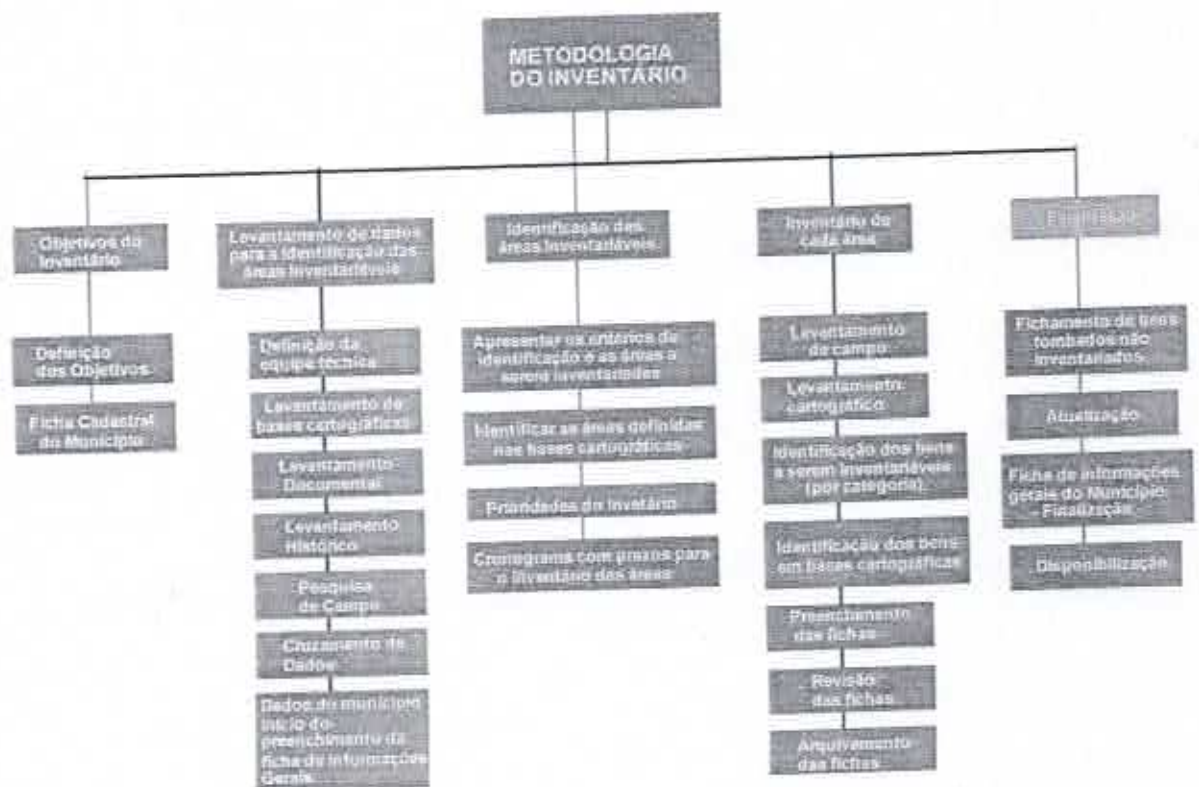 METODOLOGIA
DO INVENTÁRIO
Objetivos do
Inventário
Definição
dos Objetivos
Ficha Cadastral
do Município
Levantamento de dados
para a identificação das
áreas inventariáveis
Definição da
equipe técnica
Levantamento de
bases cartográficas
Levantamento
Documental
Levantamento
Histórico
Pesquisa
de Campo
Cruzamento de
Dados
Dados do município
início do
preenchimento da
ficha de informações
Gerais
Identificação das
áreas inventariáveis
Apresentar os critérios de
identificação e as áreas a
serem inventariadas
Identificar as áreas definidas
nas bases cartográficas
Prioridades do Invetário
Cronograma com prazos para
o inventário das áreas
Inventário de
cada área
Levantamento
de campo
Levantamento
cartográfico
Identificação dos bens
a serem inventariáveis
(por categoria)
Identificação dos bens
em bases cartográficas
Preenchimento
das fichas
Revisão
das fichas
Arquivamento
das fichas
Fichamento de bens
tombados não
inventariados
Atualização
Ficha de informações
gerais do Município
- Finalização
Disponibilização